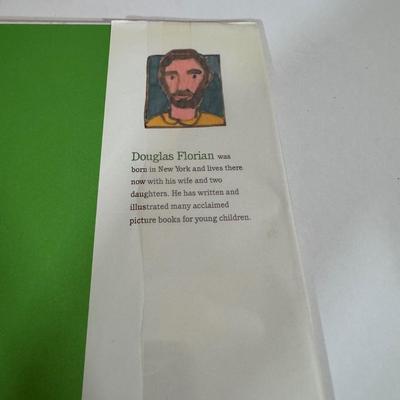 Douglas Florian was
born in New York and lives there
now with his wife and two
daughters. He has written and
illustrated many acclaimed
picture books for young children.